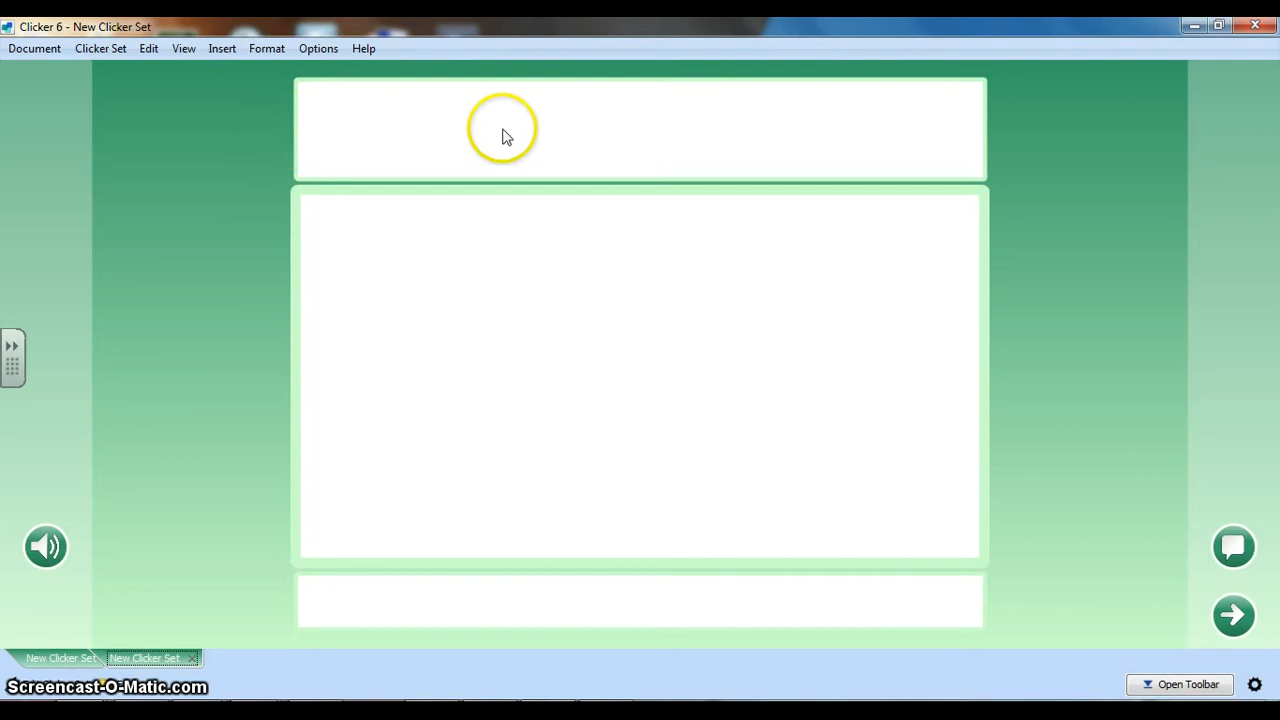 Clicker 6 - New Clicker Set
Document Clicker Set Edit View Insert Format Options Help
New Clicker Set New Clicker Set
Screencast-O-Matic.com
Open Toolbar